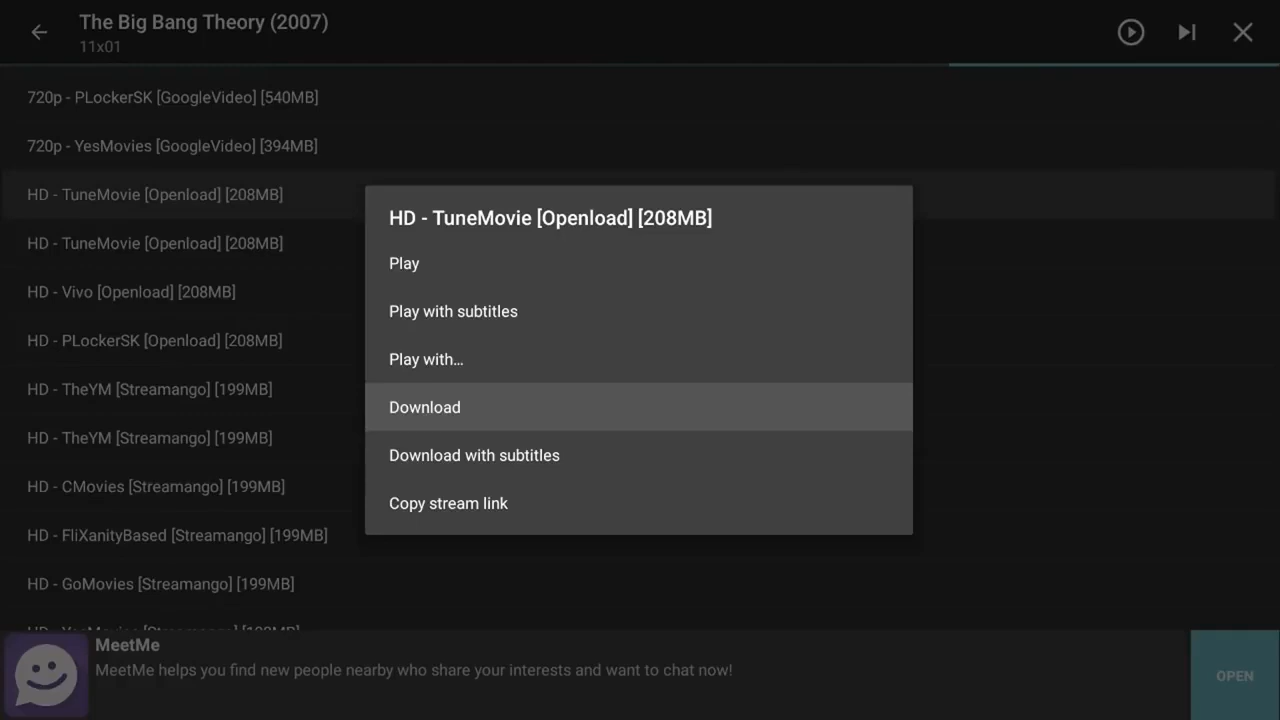 The Big Bang Theory (2007)
11x01
720p - PLockerSK [GoogleVideo] [540MB]
720p - YesMovies [GoogleVideo] [394MB]
HD - TuneMovie [Openload] [208MB]
HD - TuneMovie [Openload] [208MB]
HD - Vivo [Openload] [208MB]
HD - PLockerSK [Openload] [208MB]
HD - TheYM [Streamango] [199MB]
HD - TheYM [Streamango] [199MB]
HD - CMovies [Streamango] [199MB]
HD - FliXanityBased [Streamango] [199MB]
HD - GoMovies [Streamango] [199MB]
HD - TuneMovie [Openload] [208MB]
Play
Play with subtitles
Play with…
Download
Download with subtitles
Copy stream link
MeetMe
MeetMe helps you find new people nearby who share your interests and want to chat now!
OPEN